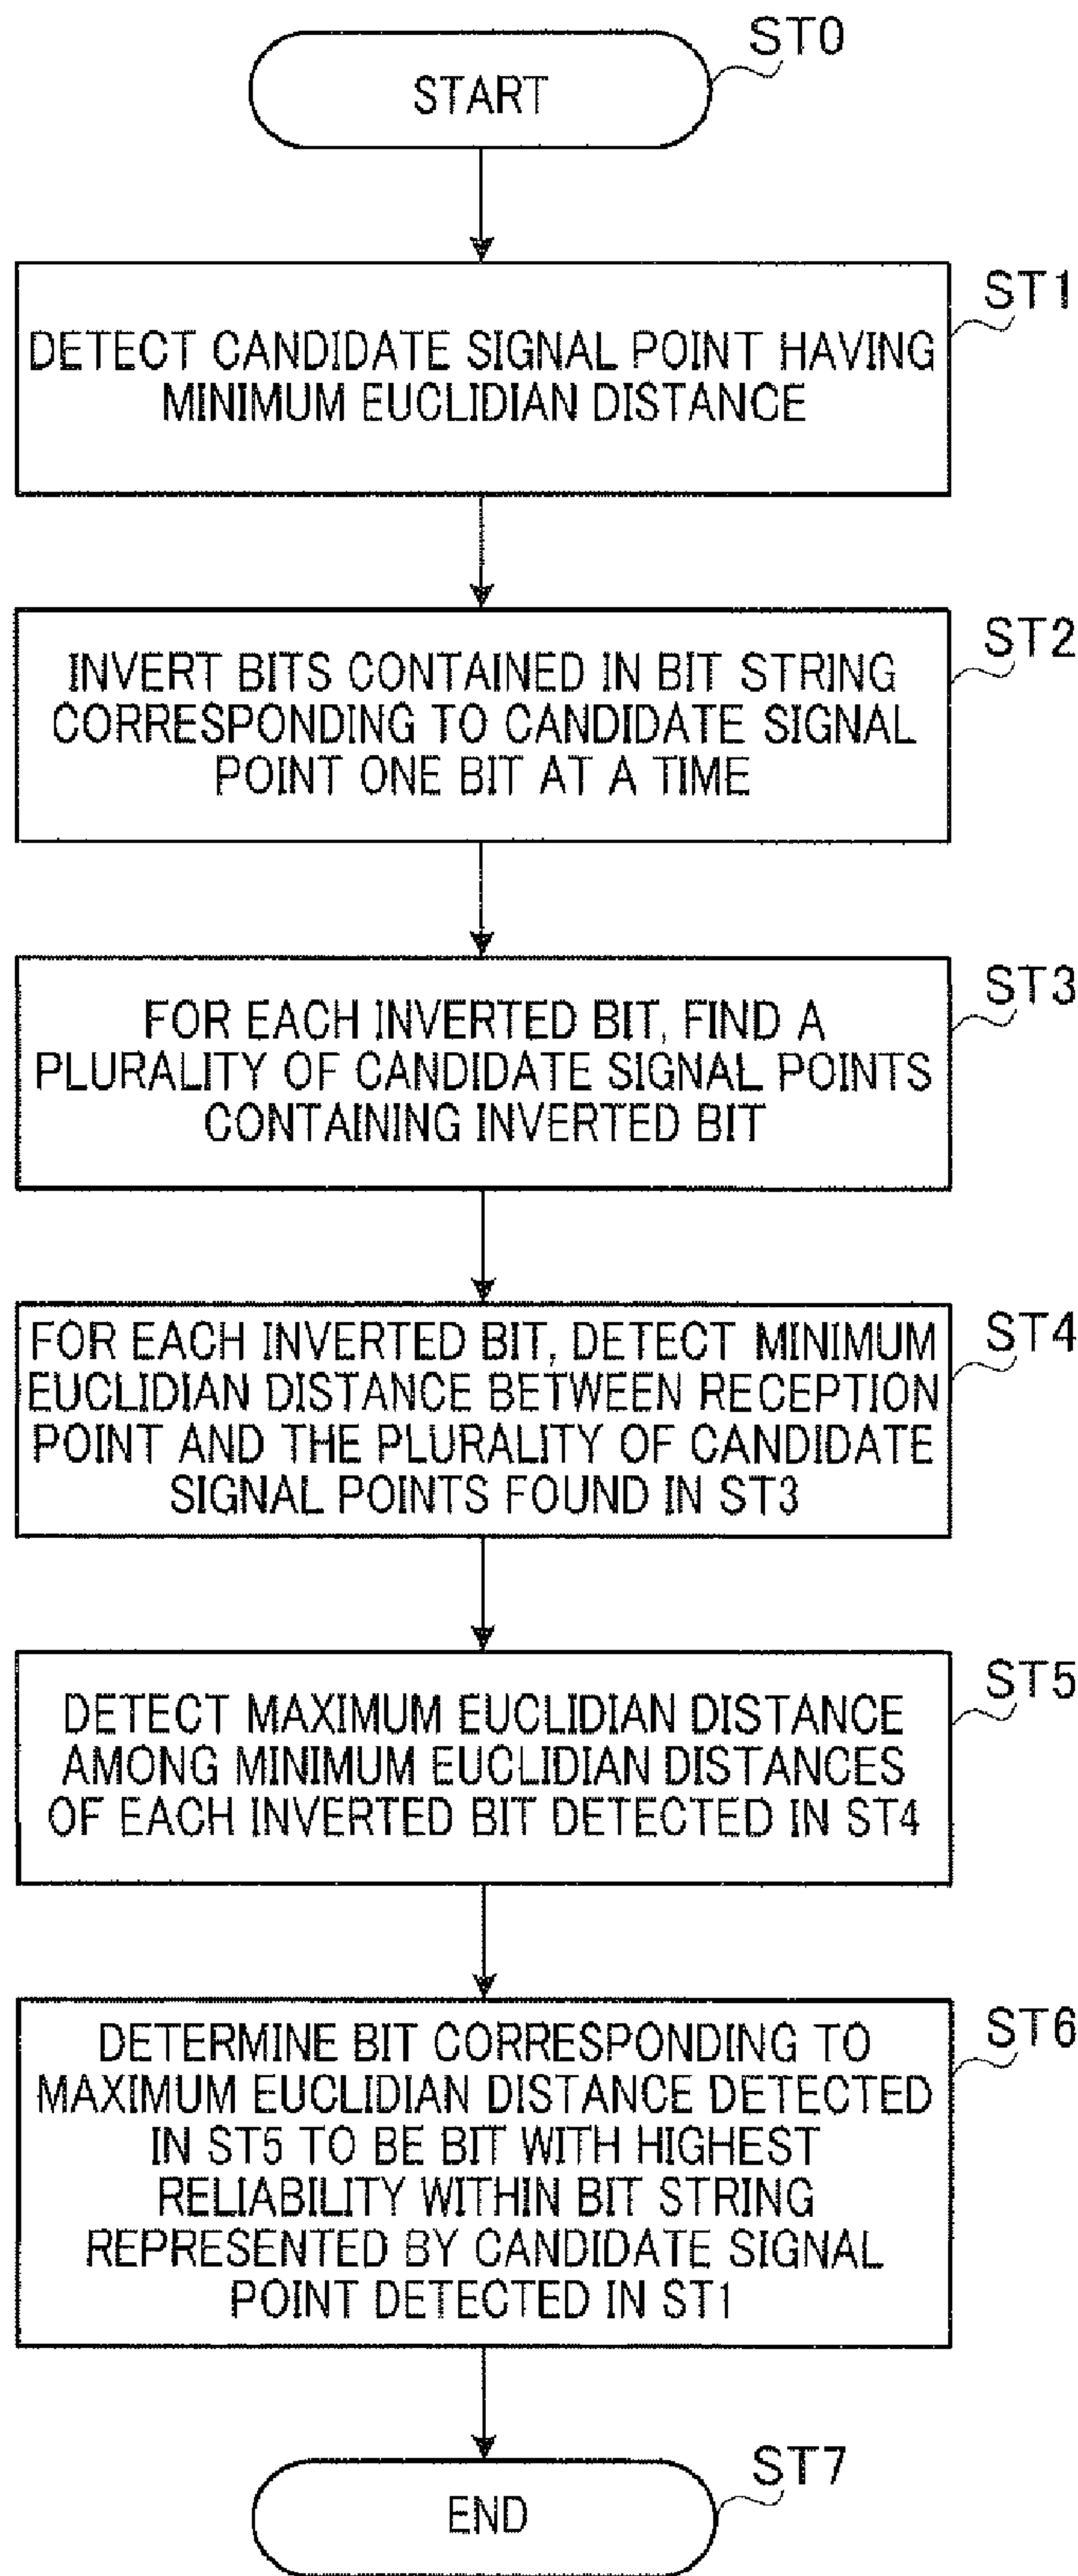 ST0
START
ST1
DETECT CANDIDATE SIGNAL POINT HAVING
MINIMUM EUCLIDIAN DISTANCE
ST2
INVERT BITS CONTAINED IN BIT STRING
CORRESPONDING TO CANDIDATE SIGNAL
POINT ONE BIT AT A TIME
ST3
FOR EACH INVERTED BIT, FIND A
PLURALITY OF CANDIDATE SIGNAL POINTS
CONTAINING INVERTED BIT
ST4
FOR EACH INVERTED BIT, DETECT MINIMUM
EUCLIDIAN DISTANCE BETWEEN RECEPTION
POINT AND THE PLURALITY OF CANDIDATE
SIGNAL POINTS FOUND IN ST3
ST5
DETECT MAXIMUM EUCLIDIAN DISTANCE
AMONG MINIMUM EUCLIDIAN DISTANCES
OF EACH INVERTED BIT DETECTED IN ST4
ST6
DETERMINE BIT CORRESPONDING TO
MAXIMUM EUCLIDIAN DISTANCE DETECTED
IN ST5 TO BE BIT WITH HIGHEST
RELIABILITY WITHIN BIT STRING
REPRESENTED BY CANDIDATE SIGNAL
POINT DETECTED IN ST1
ST7
END